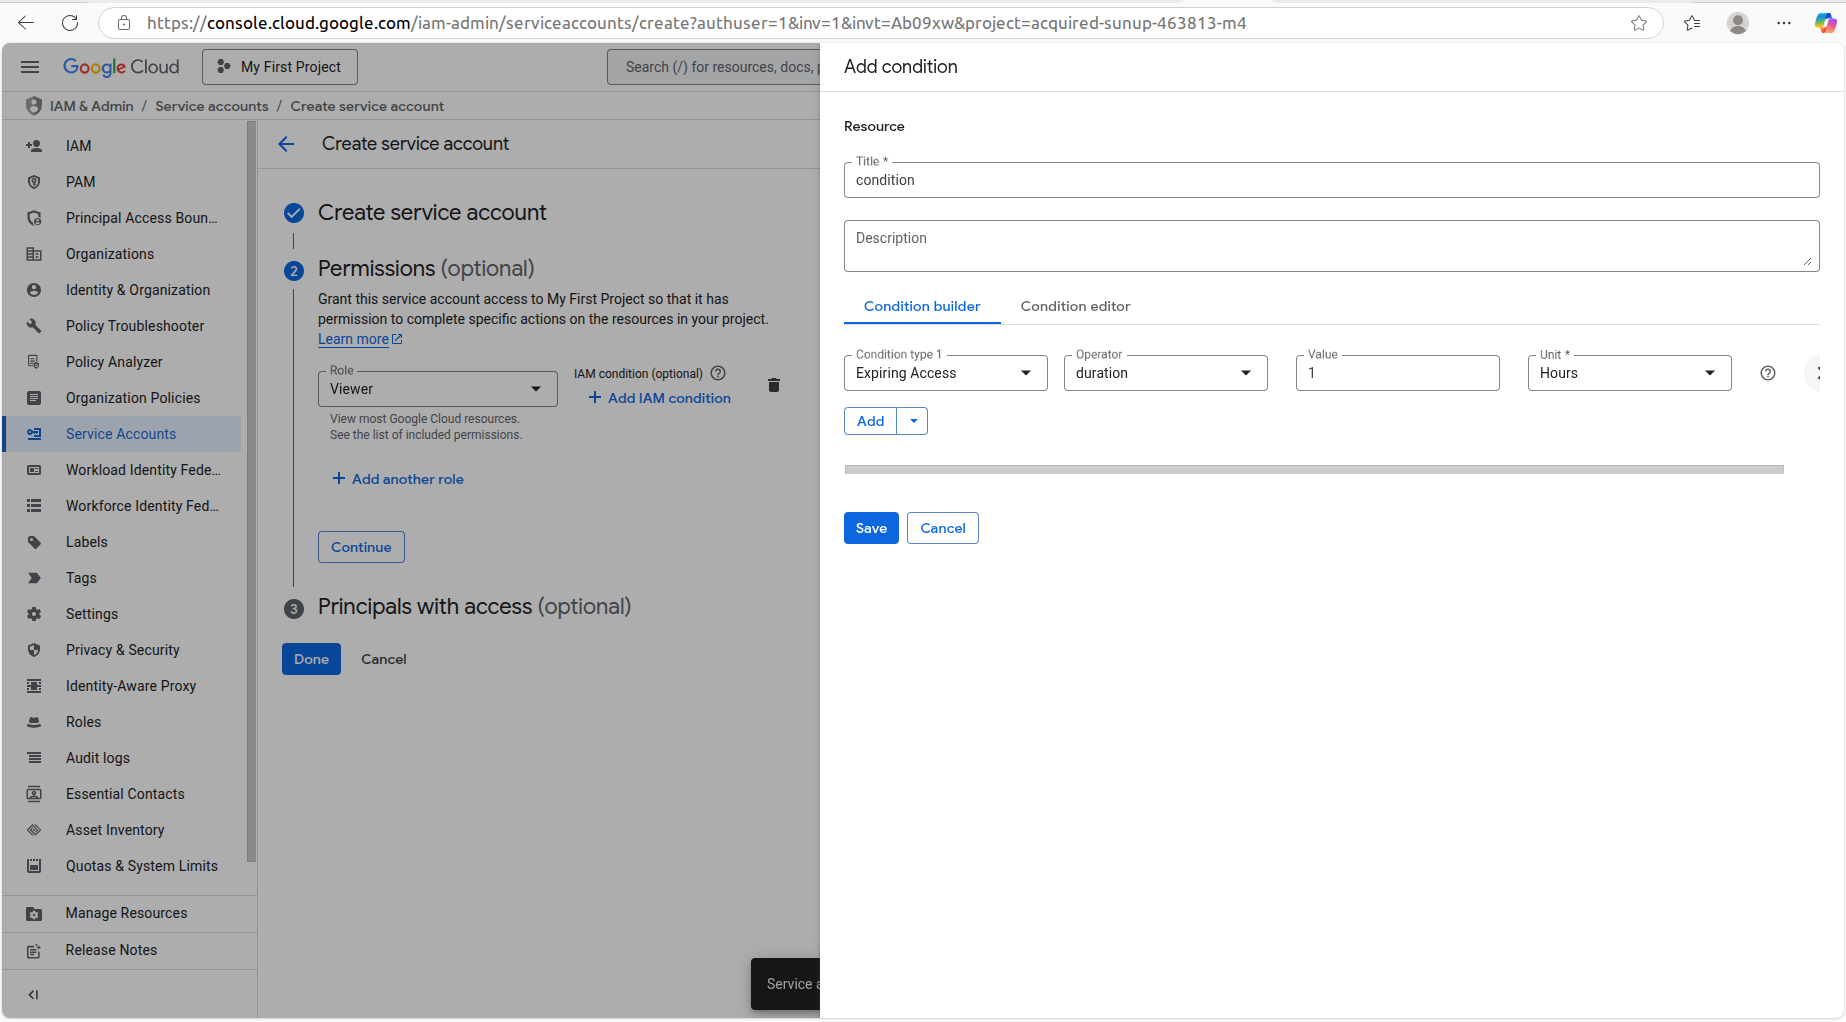 https://console.cloud.google.com/iam-admin/serviceaccounts/create?authuser=1&inv=1&invt=Ab09xw&project=acquired-sunup-463813-m4
Google Cloud
My First Project
Search (/) for resources, docs,
IAM & Admin / Service accounts / Create service account
IAM
PAM
Principal Access Boun...
Organizations
Identity & Organization
Policy Troubleshooter
Policy Analyzer
Organization Policies
Service Accounts
Workload Identity Fede...
Workforce Identity Fed...
Labels
Tags
Settings
Privacy & Security
Identity-Aware Proxy
Roles
Audit logs
Essential Contacts
Asset Inventory
Quotas & System Limits
Manage Resources
Release Notes
Create service account
Create service account
2 Permissions (optional)
Grant this service account access to My First Project so that it has
permission to complete specific actions on the resources in your project.
Learn more
Role
Viewer
IAM condition (optional)
+ Add IAM condition
View most Google Cloud resources.
See the list of included permissions.
+ Add another role
Continue
3 Principals with access (optional)
Done Cancel
Service
Add condition
Resource
Title *
condition
Description
Condition builder Condition editor
Condition type 1
Expiring Access
Operator
duration
Value
1
Unit *
Hours
Add
Save Cancel